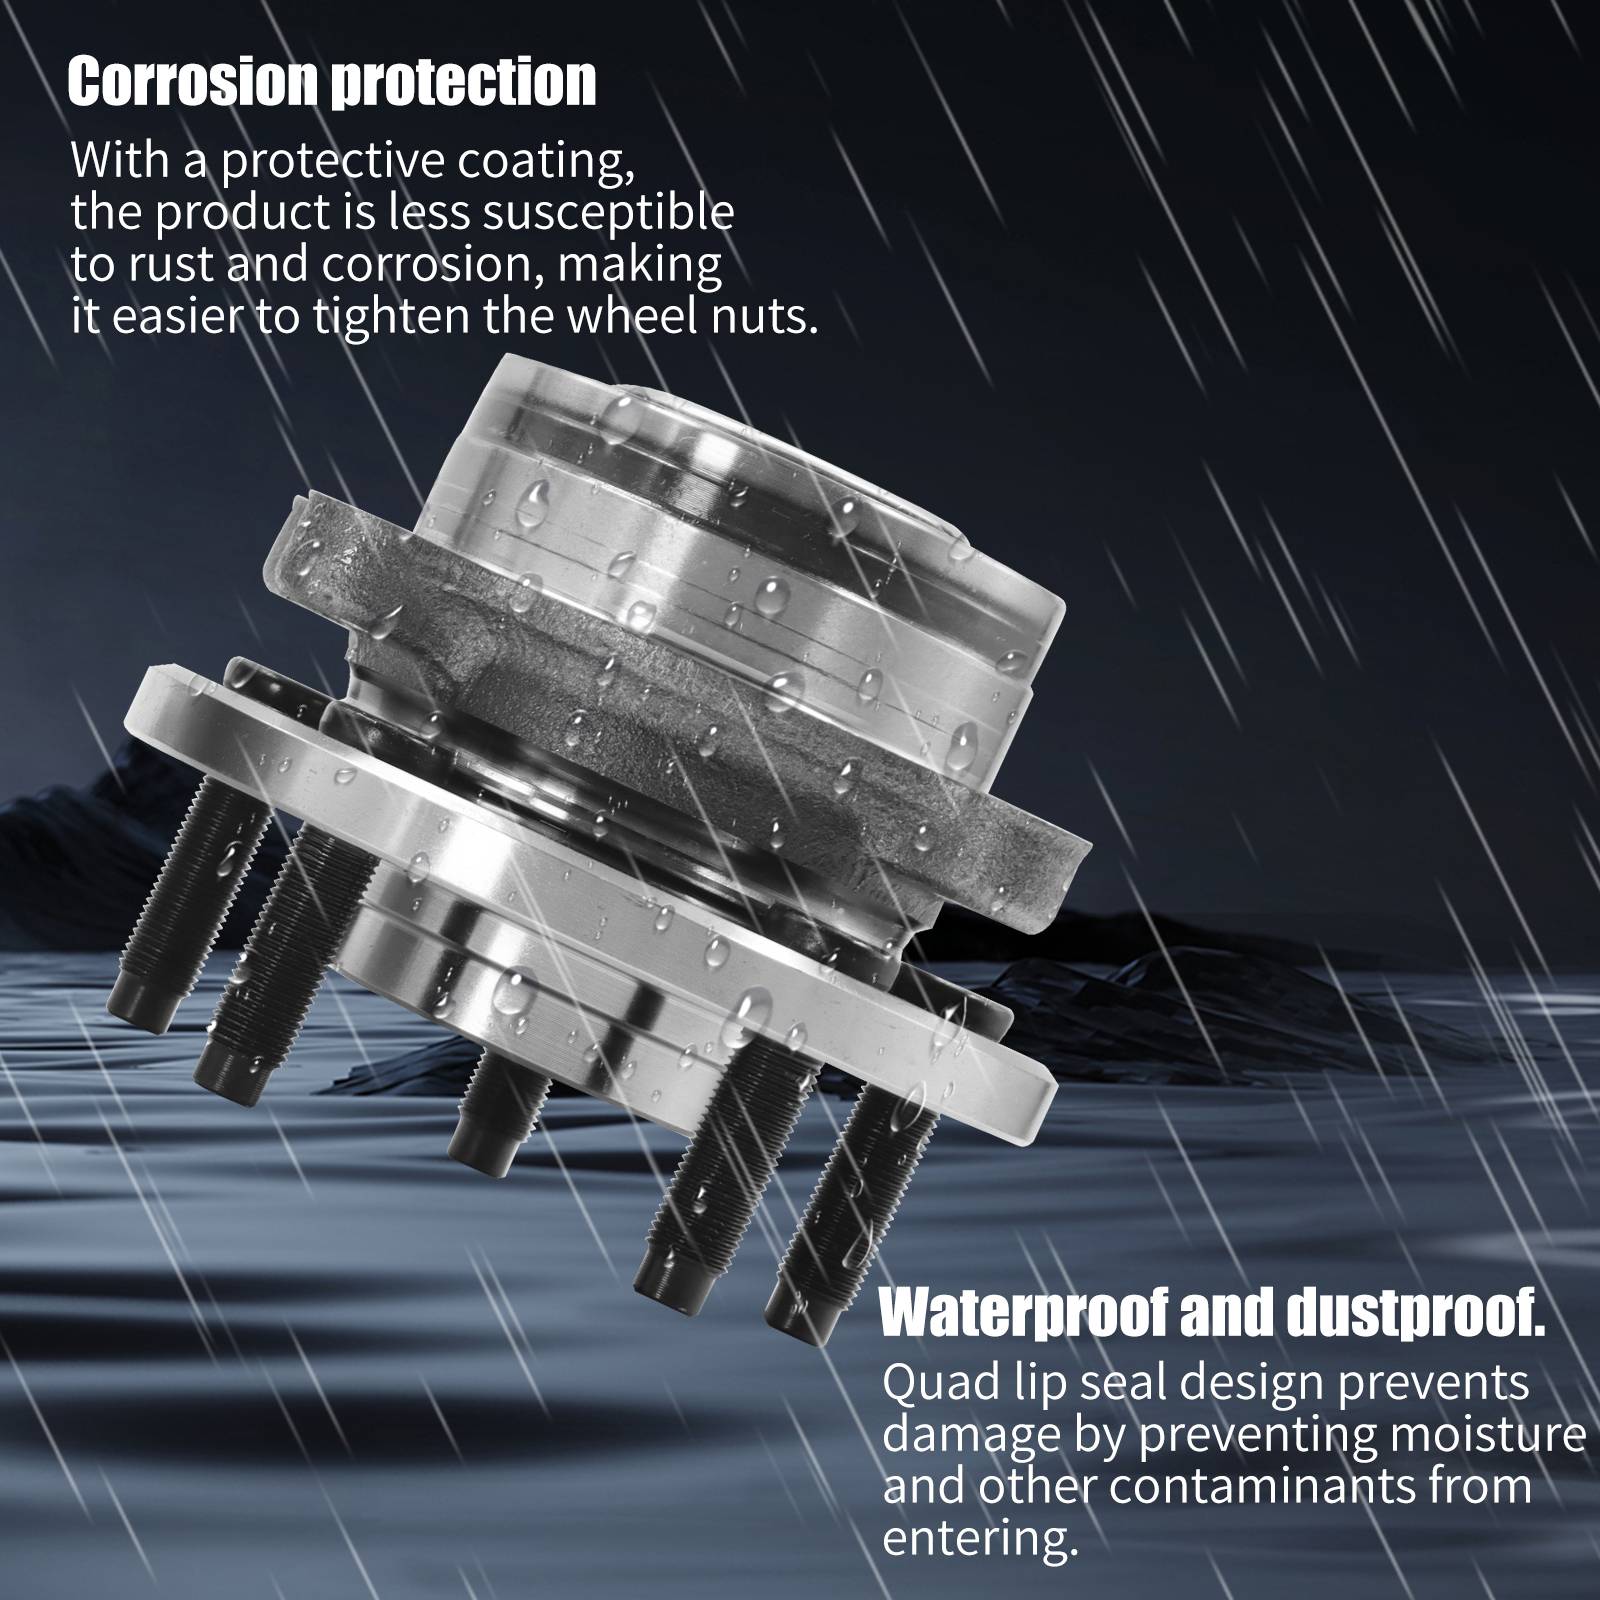 Corrosion protection
With a protective coating,
the product is less susceptible
to rust and corrosion, making
it easier to tighten the wheel nuts.
Waterproof and dustproof.
Quad lip seal design prevents
damage by preventing moisture
and other contaminants from
entering.